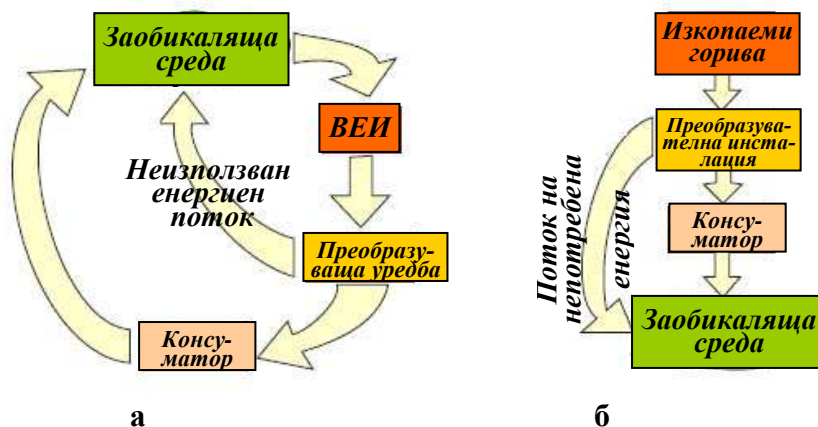 Заобикаляща
среда
ВЕИ
Неизползван
енергиен
поток
Преобразу-
ваща уредба
Консу-
матор
а
Изкопаеми
горива
Преобразува-
телна инста-
лация
Поток на
непотребена
енергия
Консу-
матор
Заобикаляща
среда
б